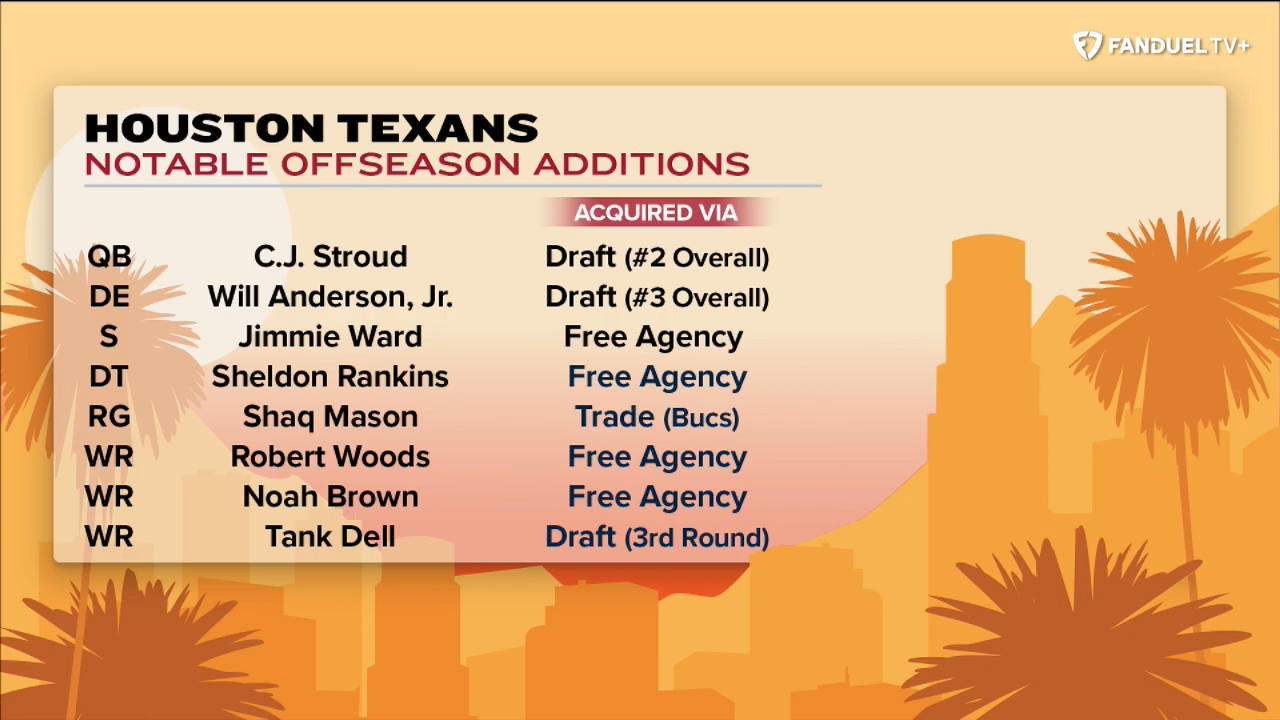 FANDUEL TV+
HOUSTON TEXANS
NOTABLE OFFSEASON ADDITIONS
ACQUIRED VIA
QB C.J. Stroud Draft (#2 Overall)
DE Will Anderson, Jr. Draft (#3 Overall)
S Jimmie Ward Free Agency
DT Sheldon Rankins Free Agency
RG Shaq Mason Trade (Bucs)
WR Robert Woods Free Agency
WR Noah Brown Free Agency
WR Tank Dell Draft (3rd Round)